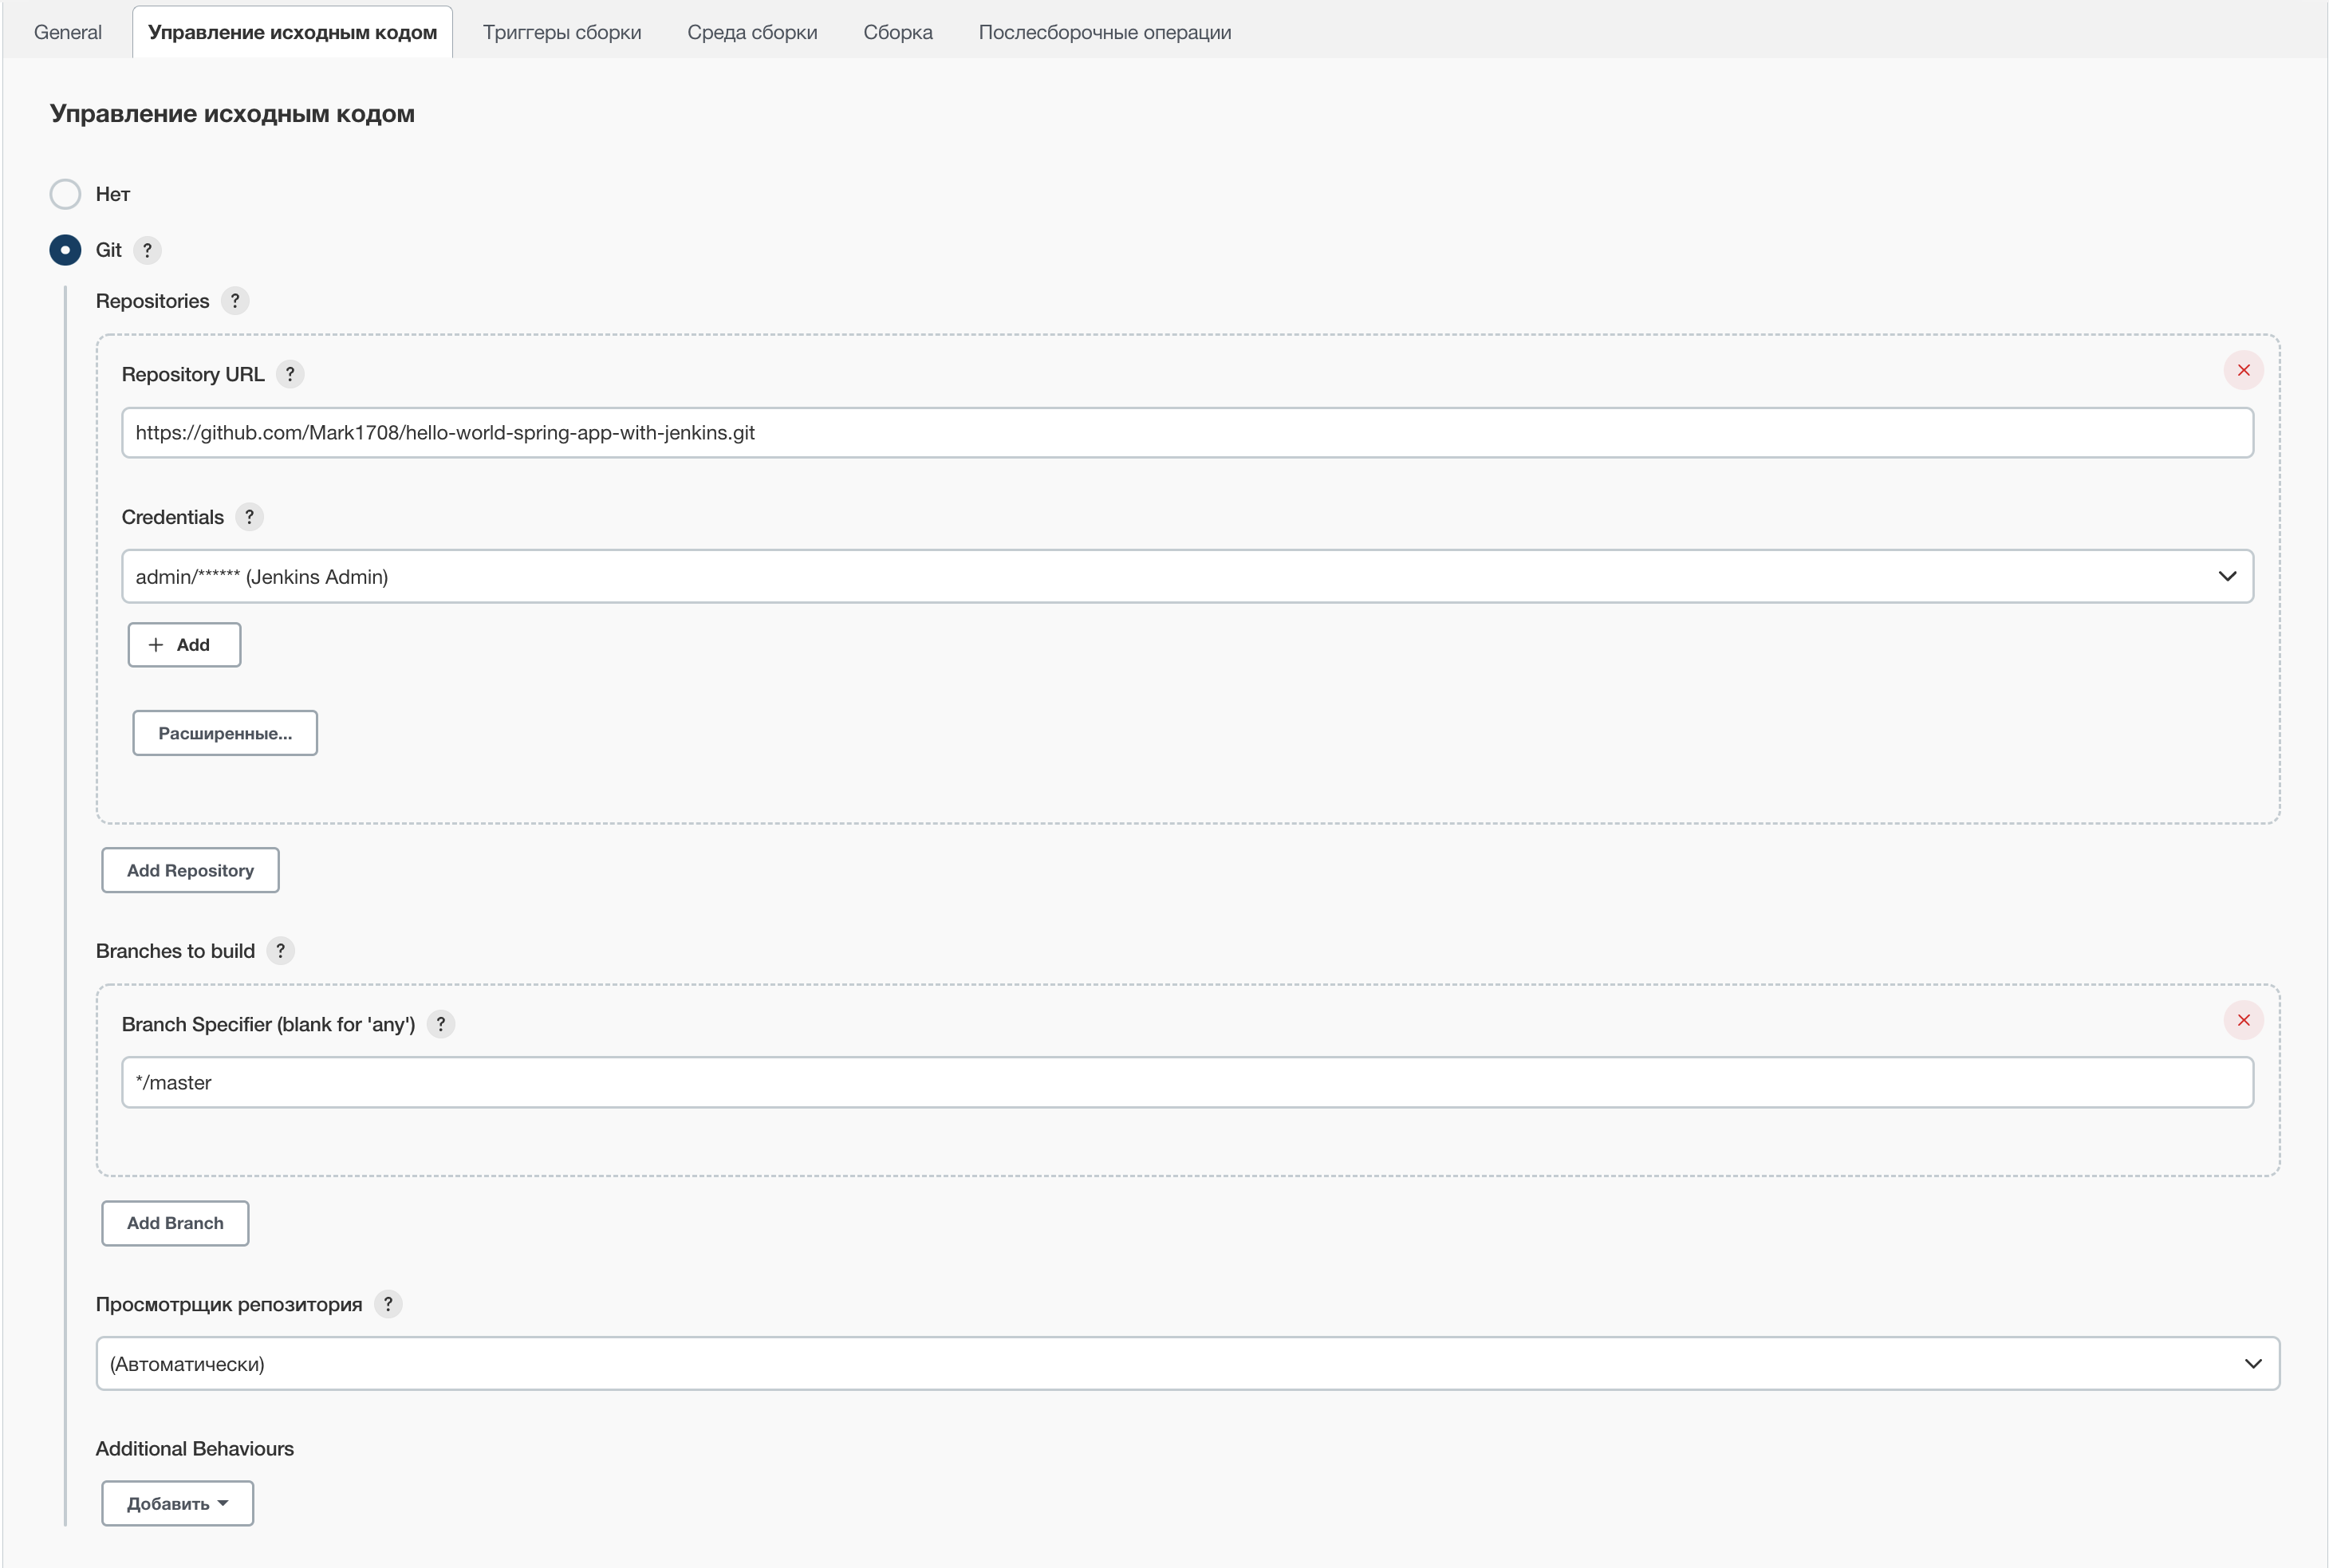 General Управление исходным кодом Триггеры сборки Среда сборки Сборка Послесборочные операции
Управление исходным кодом
Нет
Git ?
Repositories ?
Repository URL ?
https://github.com/Mark1708/hello-world-spring-app-with-jenkins.git
Credentials ?
admin/****** (Jenkins Admin)
+ Add
Расширенные...
Add Repository
Branches to build ?
Branch Specifier (blank for 'any') ?
*/master
Add Branch
Просмотрщик репозитория ?
(Автоматически)
Additional Behaviours
Добавить